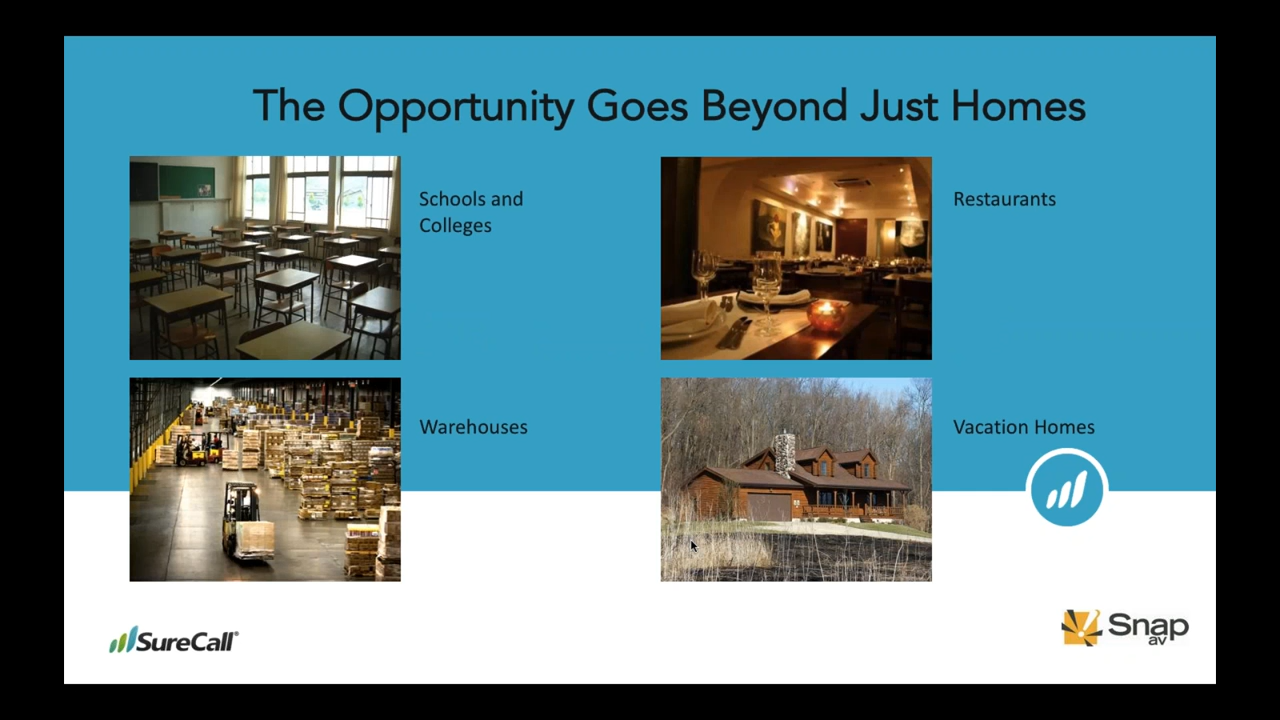 The Opportunity Goes Beyond Just Homes
Schools and
Colleges
Restaurants
Warehouses
Vacation Homes
SureCall®
Snap
av